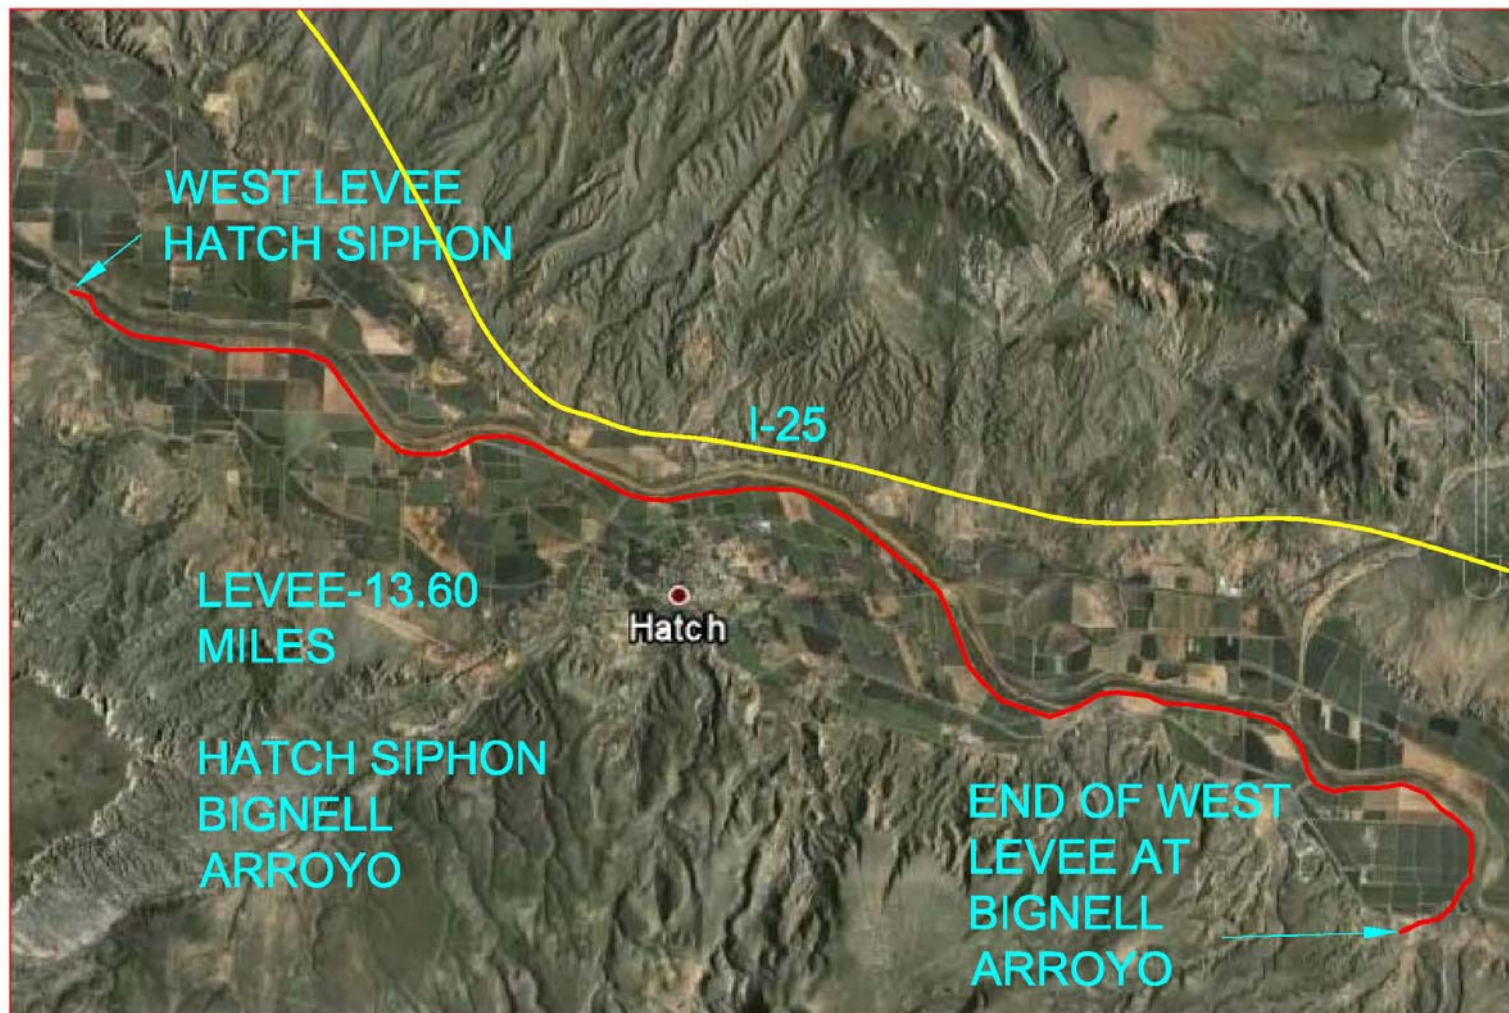 WEST LEVEE
HATCH SIPHON
I-25
LEVEE-13.60
MILES
Hatch
HATCH SIPHON
BIGNELL
ARROYO
END OF WEST
LEVEE AT
BIGNELL
ARROYO